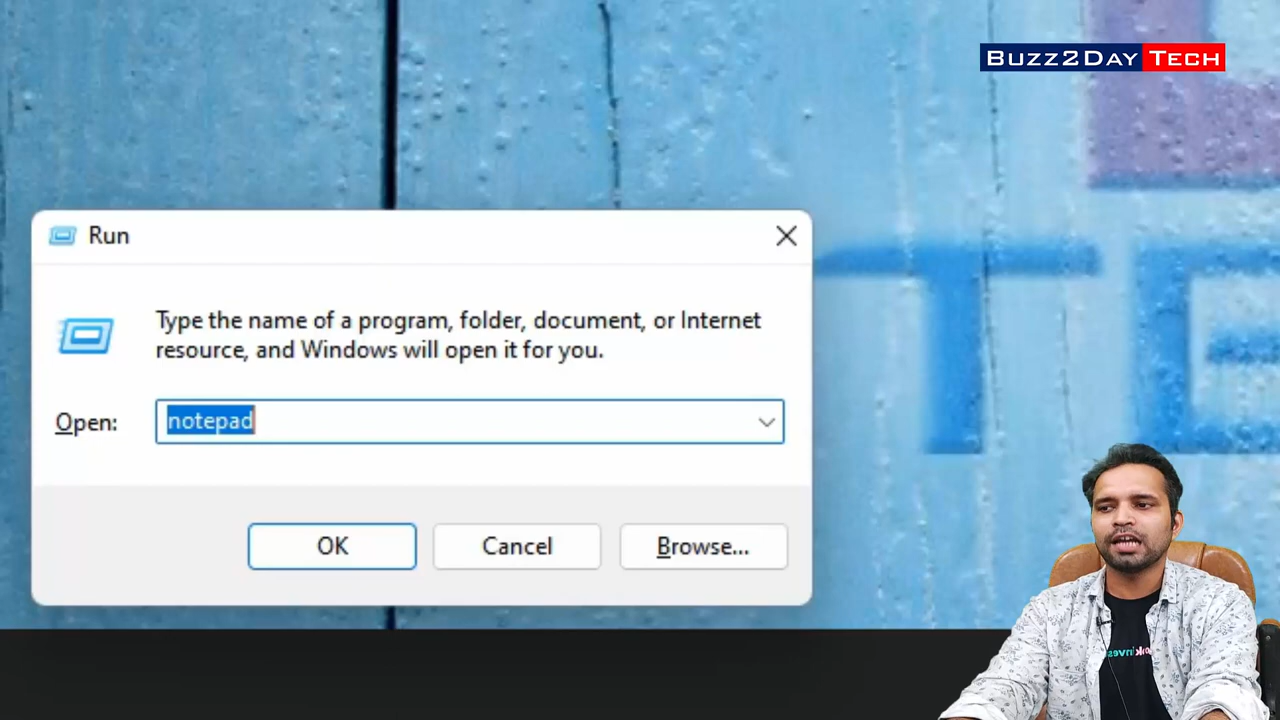 Buzz2Day Tech
Run
Type the name of a program, folder, document, or Internet
resource, and Windows will open it for you.
Open: notepad
OK Cancel Browse...